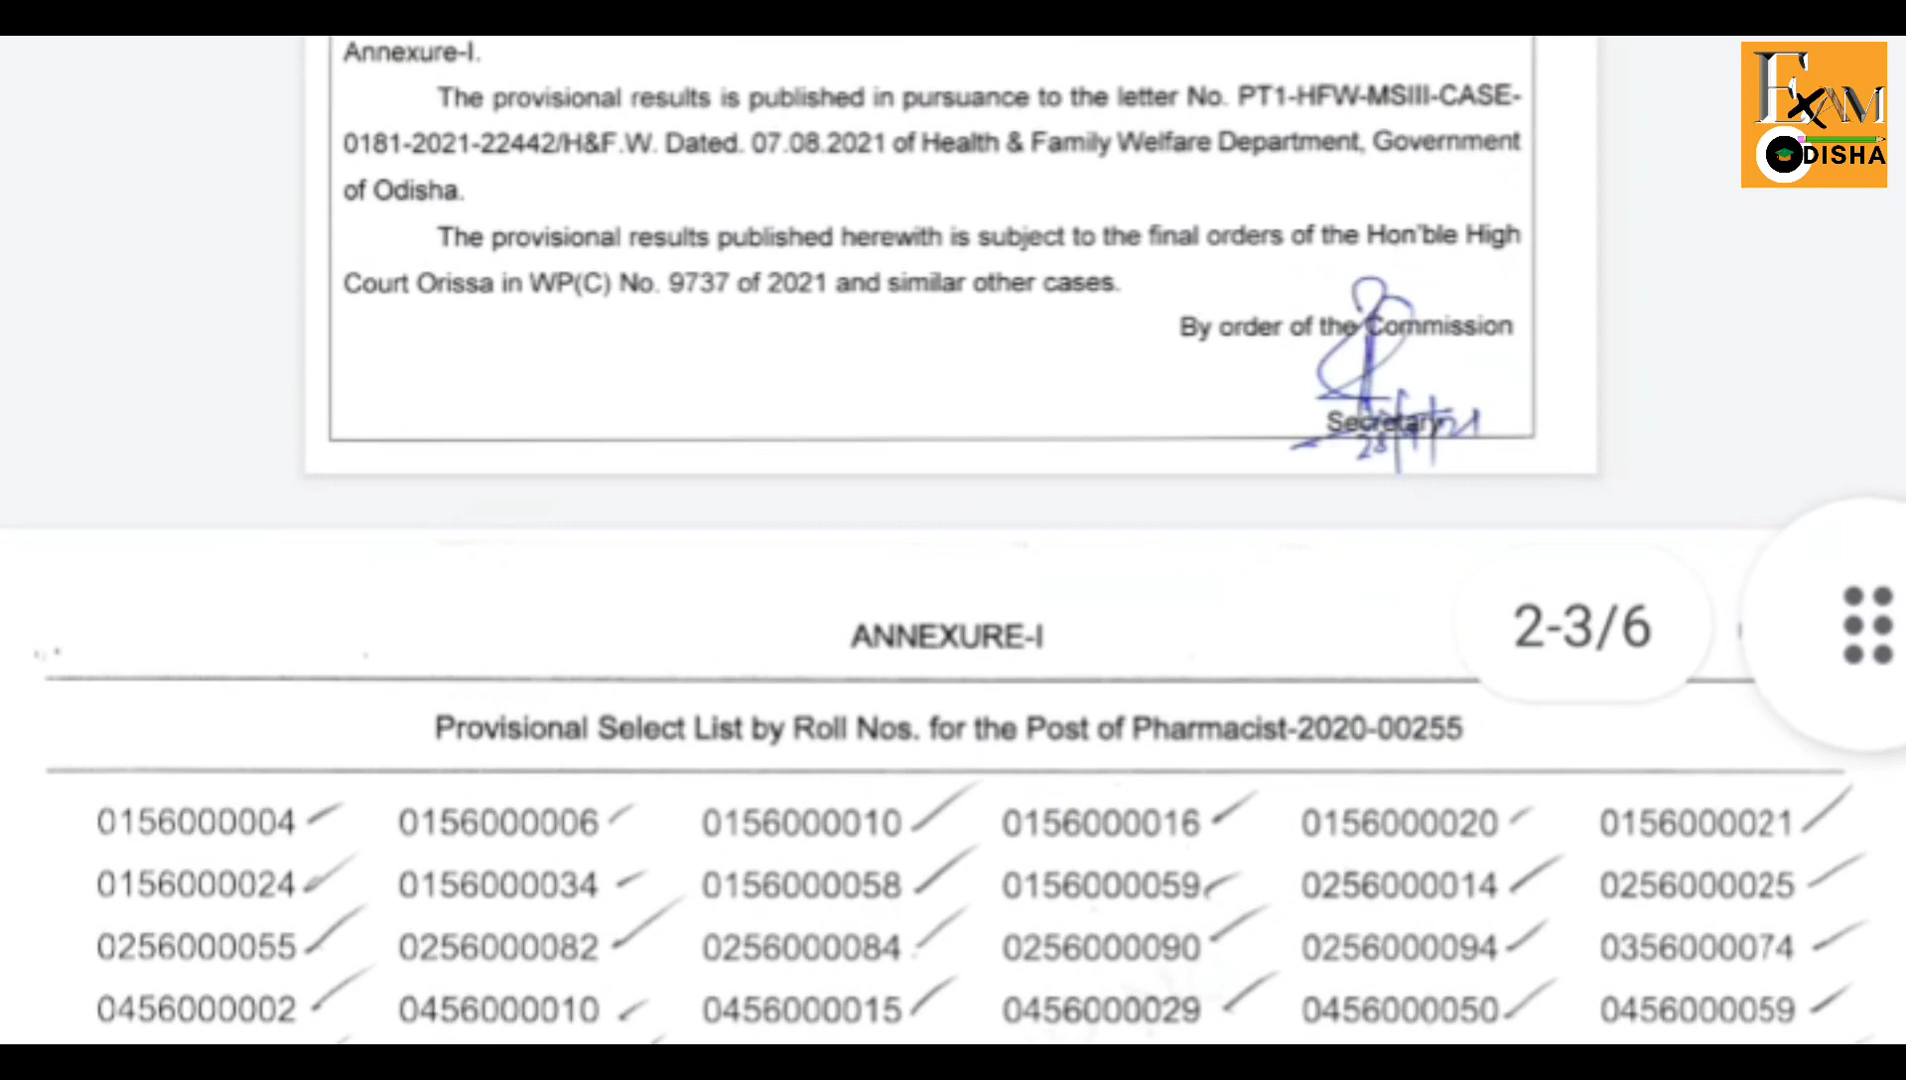 Annexure-I.
The provisional results is published in pursuance to the letter No. PT1-HFW-MSIII-CASE-
0181-2021-22442/H&F.W. Dated. 07.08.2021 of Health & Family Welfare Department, Government
of Odisha.
The provisional results published herewith is subject to the final orders of the Hon'ble High
Court Orissa in WP(C) No. 9737 of 2021 and similar other cases.
By order of the Commission
Secretary
EXAM
ODISHA
2-3/6
ANNEXURE-I
Provisional Select List by Roll Nos. for the Post of Pharmacist-2020-00255
0156000004 0156000006 0156000010 0156000016 0156000020 0156000021
0156000024 0156000034 0156000058 0156000059 0256000014 0256000025
0256000055 0256000082 0256000084 0256000090 0256000094 0356000074
0456000002 0456000010 0456000015 0456000029 0456000050 0456000059